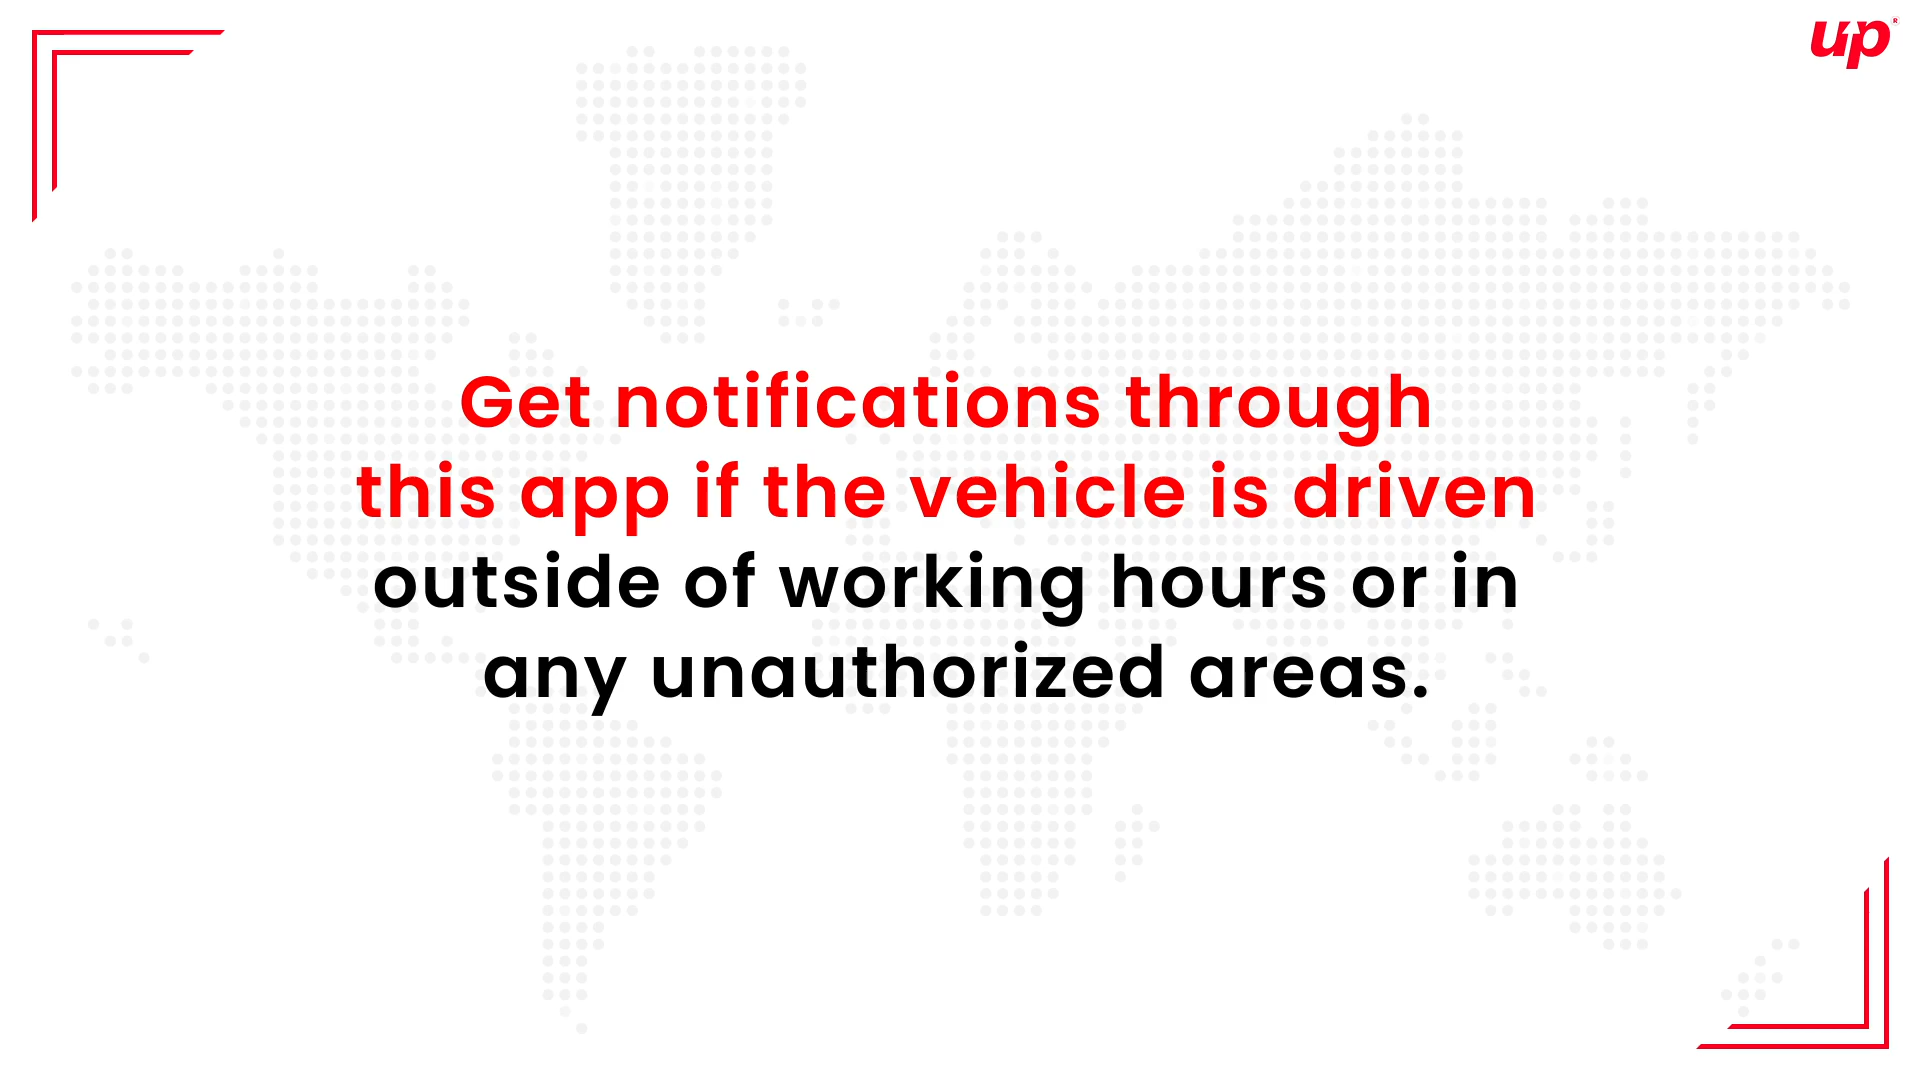 up®
Get notifications through
this app if the vehicle is driven
outside of working hours or in
any unauthorized areas.